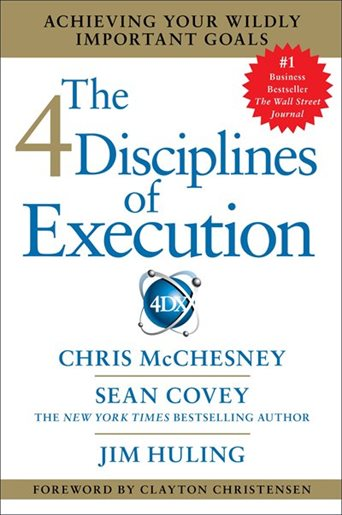 ACHIEVING YOUR WILDLY
IMPORTANT GOALS
#1
Business
Bestseller
The Wall Street
Journal
The
4 Disciplines
of
Execution
4DX
CHRIS McCHESNEY
SEAN COVEY
THE NEW YORK TIMES BESTSELLING AUTHOR
JIM HULING
FOREWORD BY CLAYTON CHRISTENSEN